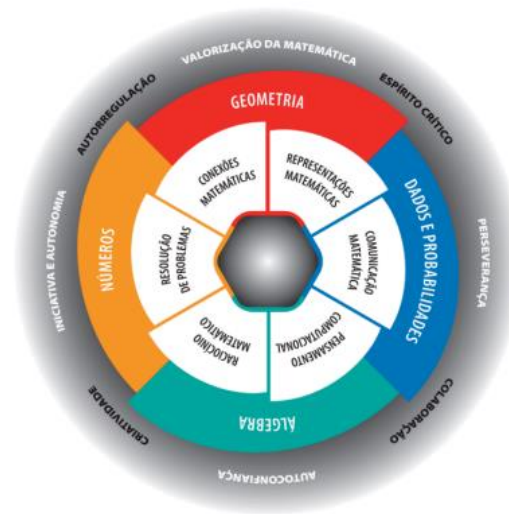 VALORIZAÇÃO DA MATEMÁTICA
ESPÍRITO CRÍTICO
PERSEVERANÇA
COLABORAÇÃO
AUTOCONFIANÇA
CRIATIVIDADE
INICIATIVA E AUTONOMIA
AUTORREGULAÇÃO
GEOMETRIA
DADOS E PROBABILIDADES
ÁLGEBRA
NÚMEROS
CONEXÕES
MATEMÁTICAS
REPRESENTAÇÕES
MATEMÁTICAS
COMUNICAÇÃO
MATEMÁTICA
PENSAMENTO
COMPUTACIONAL
RACIOCÍNIO
MATEMÁTICO
RESOLUÇÃO
DE PROBLEMAS